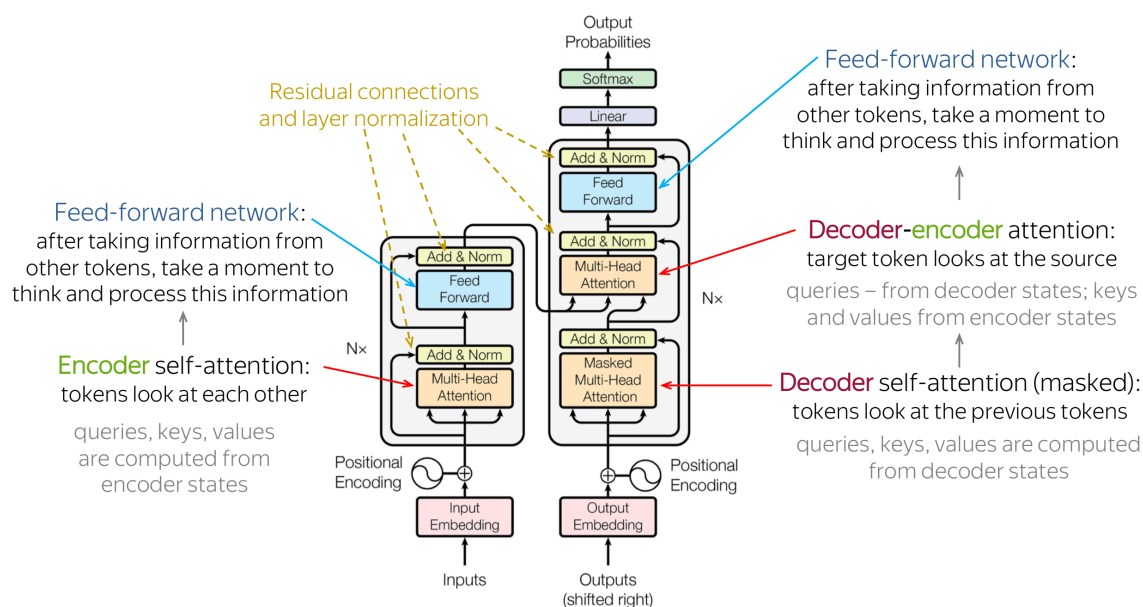 Output
Probabilities
Softmax
Linear
Add & Norm
Feed
Forward
Add & Norm
Multi-Head
Attention
Add & Norm
Masked
Multi-Head
Attention
Nx
Positional
Encoding
Output
Embedding
Outputs
(shifted right)
Residual connections
and layer normalization
Feed-forward network:
after taking information from
other tokens, take a moment to
think and process this information
Encoder self-attention:
tokens look at each other
queries, keys, values
are computed from
encoder states
Add & Norm
Feed
Forward
Nx
Add & Norm
Multi-Head
Attention
Positional
Encoding
Input
Embedding
Inputs
Feed-forward network:
after taking information from
other tokens, take a moment to
think and process this information
Decoder-encoder attention:
target token looks at the source
queries – from decoder states; keys
and values from encoder states
Decoder self-attention (masked):
tokens look at the previous tokens
queries, keys, values are computed
from decoder states